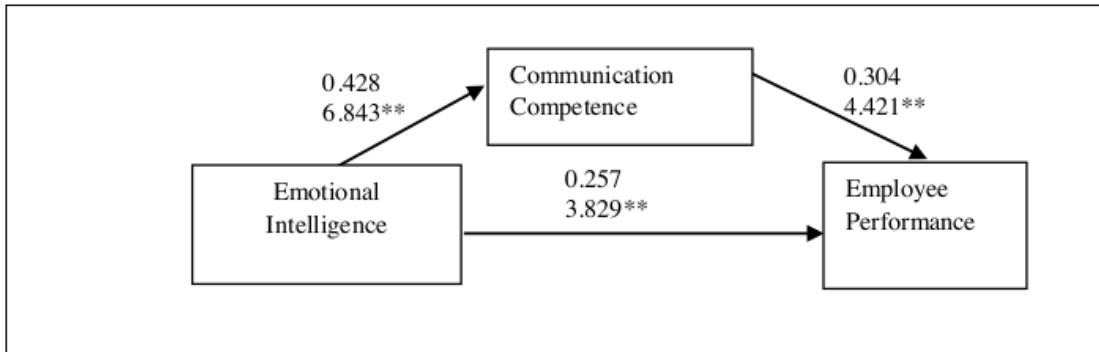 0.428
6.843**
Communication
Competence
0.304
4.421**
Emotional
Intelligence
0.257
3.829**
Employee
Performance